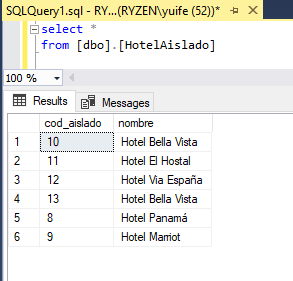 SQLQuery1.sql - RY...(RYZEN\yuife (52))*
select *
from [dbo].[HotelAislado]
100 %
Results Messages
cod_aislado nombre
1 10 Hotel Bella Vista
2 11 Hotel El Hostal
3 12 Hotel Via España
4 13 Hotel Bella Vista
5 8 Hotel Panamá
6 9 Hotel Marriot